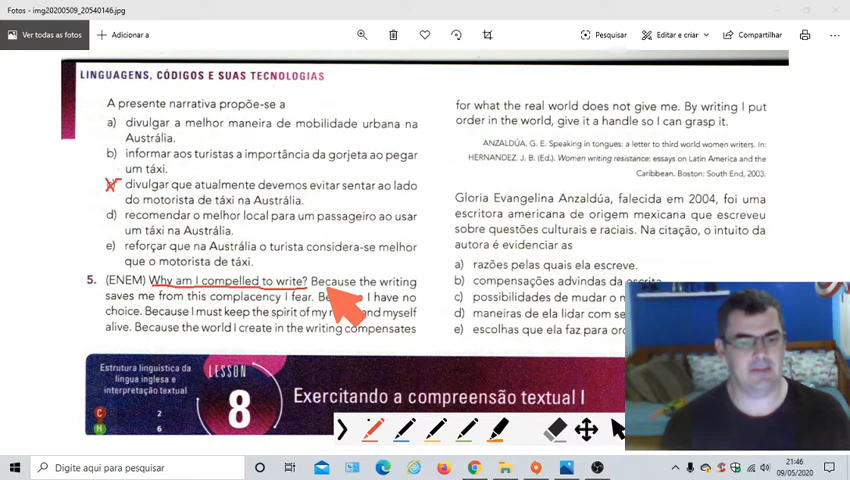 Fotos - img20200509_20540146.jpg
Ver todas as fotos
Adicionar a
Pesquisar
Editar e criar
Compartilhar
LINGUAGENS, CÓDIGOS E SUAS TECNOLOGIAS
A presente narrativa propõe-se a
a) divulgar a melhor maneira de mobilidade urbana na
Austrália.
b) informar aos turistas a importância da gorjeta ao pegar
um táxi.
divulgar que atualmente devemos evitar sentar ao lado
do motorista de táxi na Austrália.
d) recomendar o melhor local para um passageiro ao usar
um táxi na Austrália.
e) reforçar que na Austrália o turista considera-se melhor
que o motorista de táxi.
5. (ENEM) Why am I compelled to write? Because the writing
saves me from this complacency I fear. I have no
choice. Because I must keep the spirit of my and myself
alive. Because the world I create in the writing compensates
for what the real world does not give me. By writing I put
order in the world, give it a handle so I can grasp it.
ANZALDÚA, G. E. Speaking in tongues: a letter to third world women writers. In:
HERNANDEZ, J. B. (Ed.). Women writing resistance: essays on Latin America and the
Caribbean. Boston: South End, 2003.
Gloria Evangelina Anzaldúa, falecida em 2004, foi uma
escritora americana de origem mexicana que escreveu
sobre questões culturais e raciais. Na citação, o intuito da
autora é evidenciar as
a) razões pelas quais ela escreve.
b) compensações advindas da escrita.
c) possibilidades de mudar o
d) maneiras de ela lidar com
e) escolhas que ela faz para
Estrutura linguística da
língua inglesa e
interpretação textual
C 2
H 6
LESSON
8
Exercitando a compreensão textual I
Digite aqui para pesquisar
21:46
09/05/2020